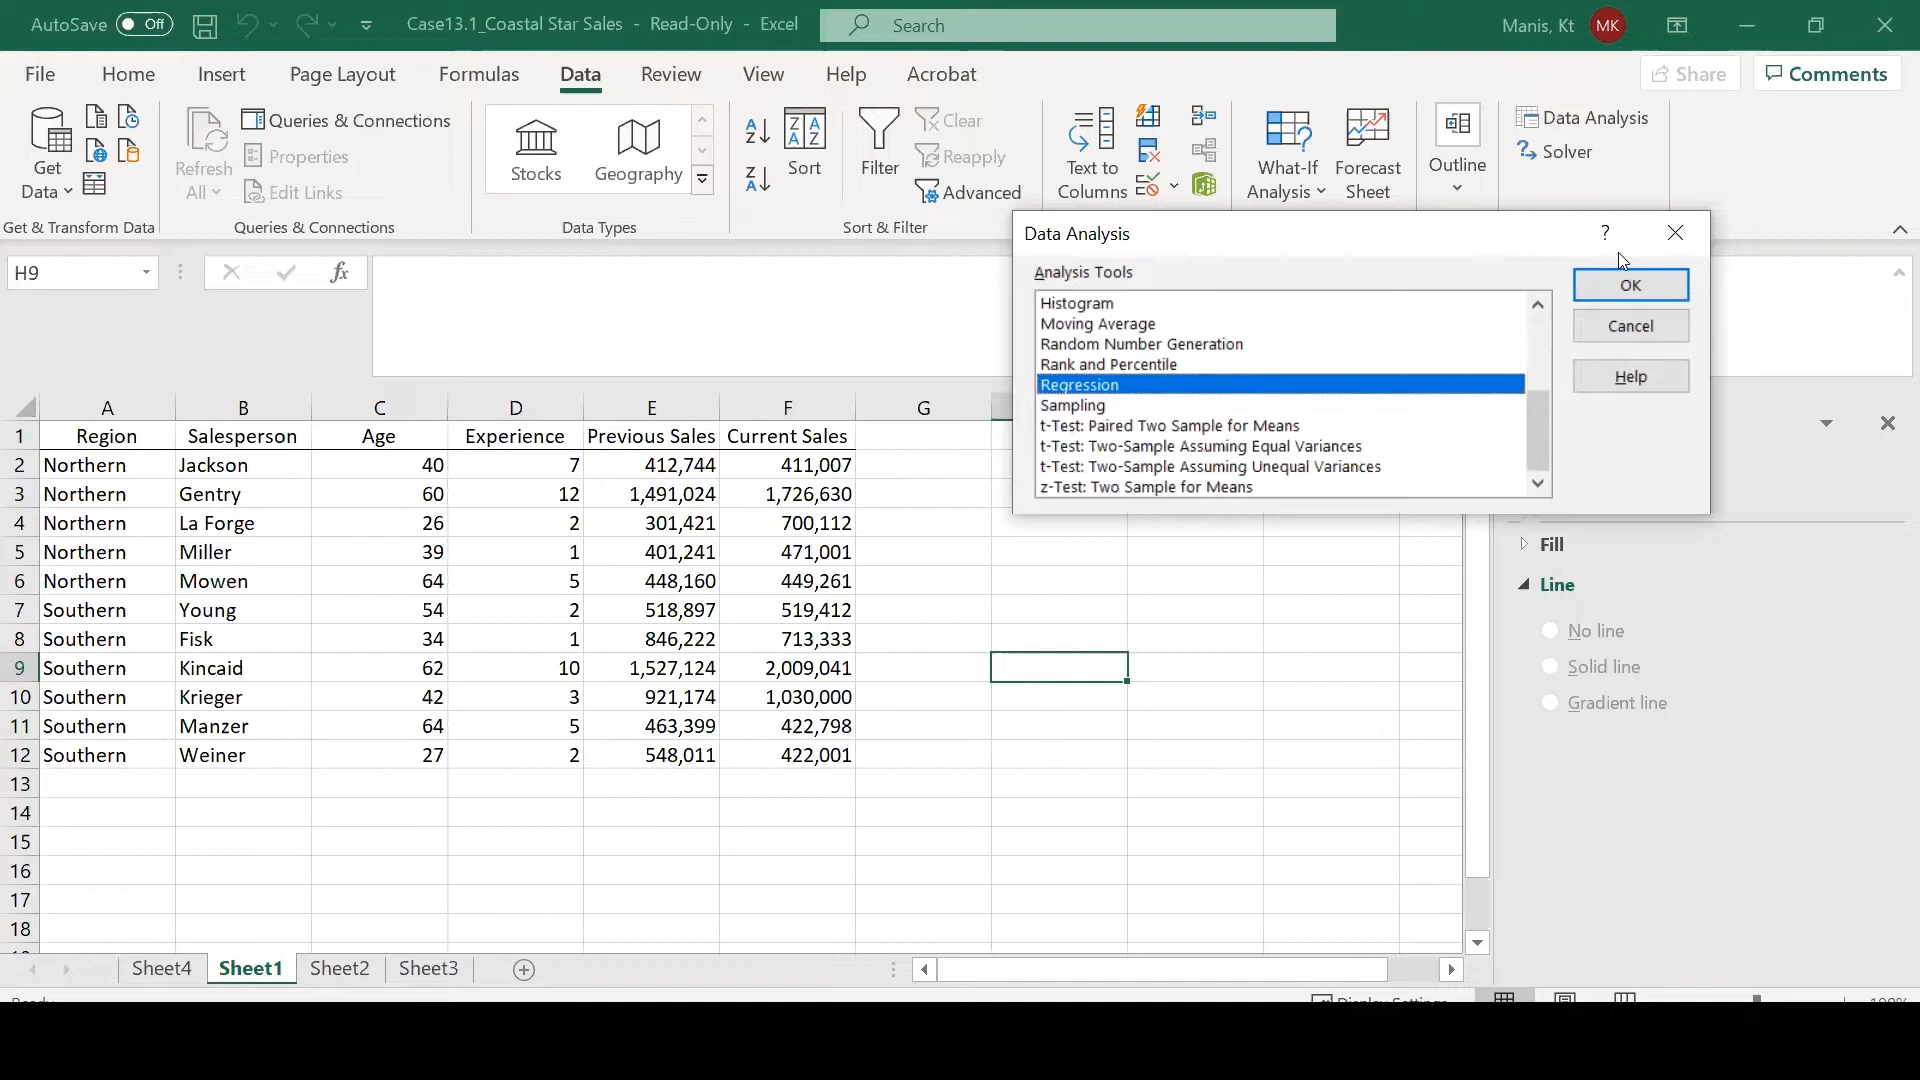 AutoSave Off Case13.1_Coastal Star Sales - Read-Only - Excel Search Manis, Kt MK
File Home Insert Page Layout Formulas Data Review View Help Acrobat Share Comments
Get Data
Refresh All
Queries & Connections
Properties
Edit Links
Stocks Geography
Sort
Filter
Clear
Reapply
Advanced
Text to Columns
What-If Analysis
Forecast Sheet
Outline
Data Analysis
Solver
Get & Transform Data Queries & Connections Data Types Sort & Filter
Data Analysis ?
Analysis Tools
Histogram
Moving Average
Random Number Generation
Rank and Percentile
Regression
Sampling
t-Test: Paired Two Sample for Means
t-Test: Two-Sample Assuming Equal Variances
t-Test: Two-Sample Assuming Unequal Variances
z-Test: Two Sample for Means
OK
Cancel
Help
H9 fx
A B C D E F G
1 Region Salesperson Age Experience Previous Sales Current Sales
2 Northern Jackson 40 7 412,744 411,007
3 Northern Gentry 60 12 1,491,024 1,726,630
4 Northern La Forge 26 2 301,421 700,112
5 Northern Miller 39 1 401,241 471,001
6 Northern Mowen 64 5 448,160 449,261
7 Southern Young 54 2 518,897 519,412
8 Southern Fisk 34 1 846,222 713,333
9 Southern Kincaid 62 10 1,527,124 2,009,041
10 Southern Krieger 42 3 921,174 1,030,000
11 Southern Manzer 64 5 463,399 422,798
12 Southern Weiner 27 2 548,011 422,001
13
14
15
16
17
18
Fill
Line
No line
Solid line
Gradient line
Sheet4 Sheet1 Sheet2 Sheet3